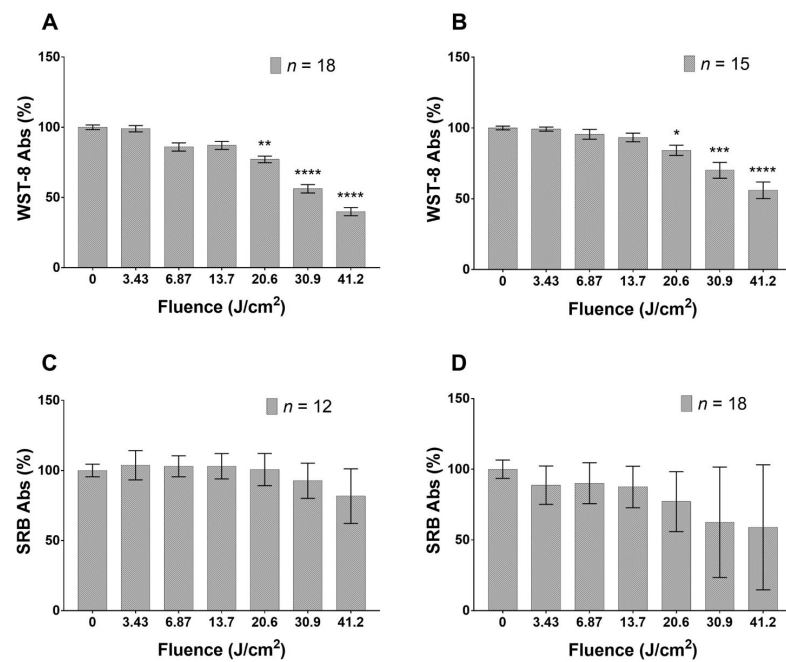 A
n = 18
WST-8 Abs (%)
150
100
50
0
**
****
****
0 3.43 6.87 13.7 20.6 30.9 41.2
Fluence (J/cm²)
B
n = 15
WST-8 Abs (%)
150
100
50
0
*
***
****
0 3.43 6.87 13.7 20.6 30.9 41.2
Fluence (J/cm²)
C
n = 12
SRB Abs (%)
150
100
50
0
0 3.43 6.87 13.7 20.6 30.9 41.2
Fluence (J/cm²)
D
n = 18
SRB Abs (%)
150
100
50
0
0 3.43 6.87 13.7 20.6 30.9 41.2
Fluence (J/cm²)